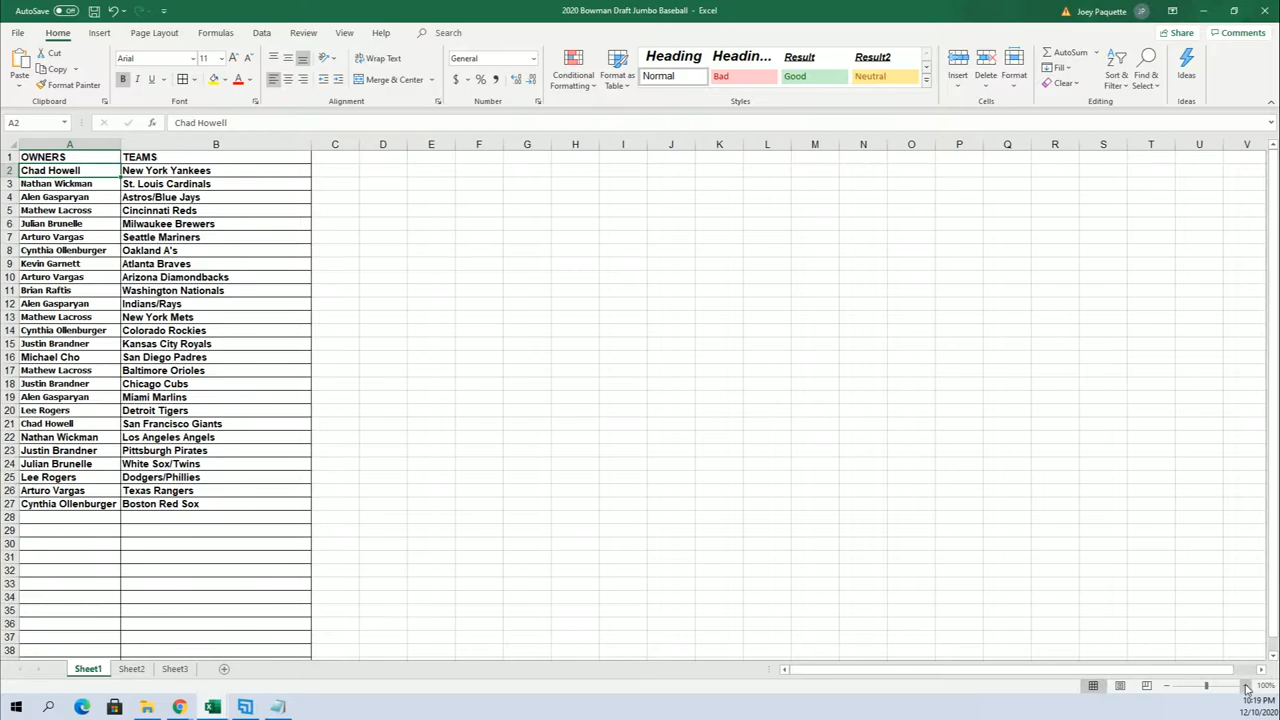 AutoSave Off 2020 Bowman Draft Jumbo Baseball - Excel Joey Paquette JP
File Home Insert Page Layout Formulas Data Review View Help Search Share Comments
Paste Cut Copy Format Painter Clipboard
Arial 11 A A B I U A Font
ab Wrap Text Merge & Center Alignment
General $ % , Number
Conditional Formatting Format as Table
Heading Headin... Result Result2
Normal Bad Good Neutral
Styles
Insert Delete Format Cells
AutoSum Fill Clear Sort & Filter Find & Select Editing
Ideas Ideas
A2 fx Chad Howell
A B C D E F G H I J K L M N O P Q R S T U V
1 OWNERS TEAMS
2 Chad Howell New York Yankees
3 Nathan Wickman St. Louis Cardinals
4 Alen Gasparyan Astros/Blue Jays
5 Mathew Lacross Cincinnati Reds
6 Julian Brunelle Milwaukee Brewers
7 Arturo Vargas Seattle Mariners
8 Cynthia Ollenburger Oakland A's
9 Kevin Garnett Atlanta Braves
10 Arturo Vargas Arizona Diamondbacks
11 Brian Raftis Washington Nationals
12 Alen Gasparyan Indians/Rays
13 Mathew Lacross New York Mets
14 Cynthia Ollenburger Colorado Rockies
15 Justin Brandner Kansas City Royals
16 Michael Cho San Diego Padres
17 Mathew Lacross Baltimore Orioles
18 Justin Brandner Chicago Cubs
19 Alen Gasparyan Miami Marlins
20 Lee Rogers Detroit Tigers
21 Chad Howell San Francisco Giants
22 Nathan Wickman Los Angeles Angels
23 Justin Brandner Pittsburgh Pirates
24 Julian Brunelle White Sox/Twins
25 Lee Rogers Dodgers/Phillies
26 Arturo Vargas Texas Rangers
27 Cynthia Ollenburger Boston Red Sox
28
29
30
31
32
33
34
35
36
37
38
Sheet1 Sheet2 Sheet3
100%
10:19 PM
12/10/2020